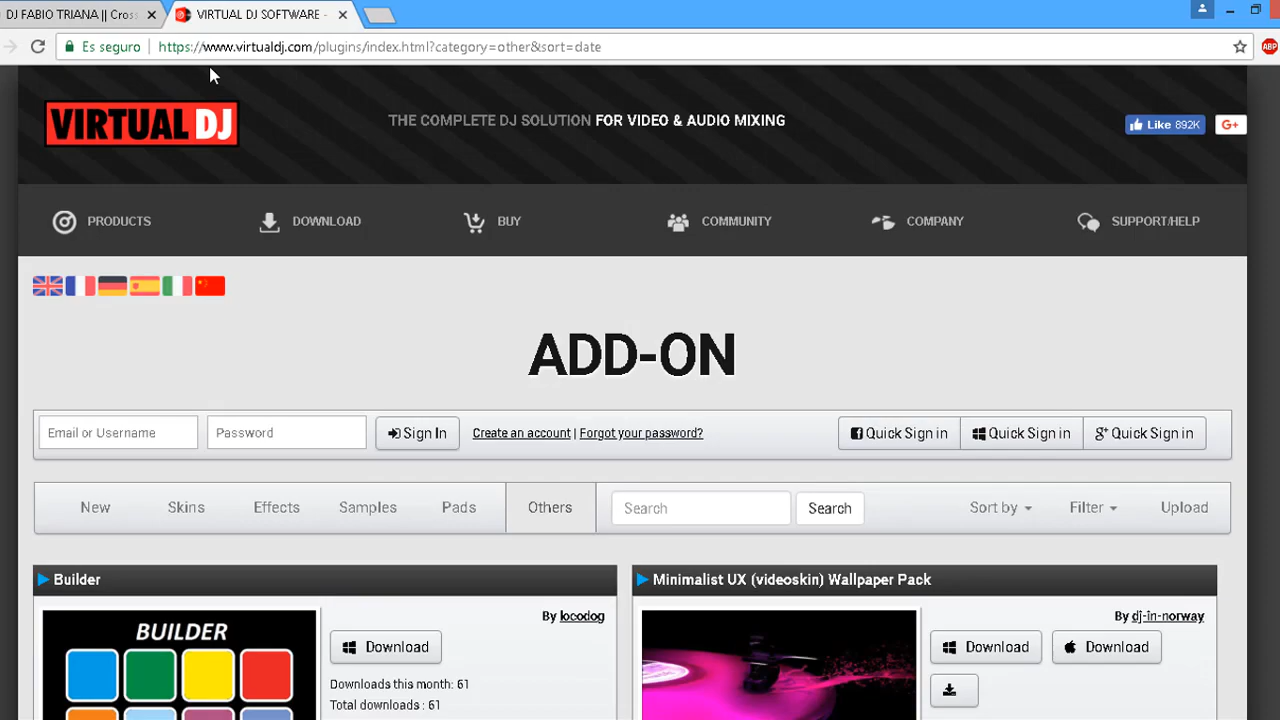 DJ FABIO TRIANA || Cros
VIRTUAL DJ SOFTWARE -
Es seguro https://www.virtualdj.com/plugins/index.html?category=other&sort=date
ABP
VIRTUAL DJ
THE COMPLETE DJ SOLUTION FOR VIDEO & AUDIO MIXING
Like 892K
G+
PRODUCTS DOWNLOAD BUY COMMUNITY COMPANY SUPPORT/HELP
ADD-ON
Email or Username Password Sign In Create an account | Forgot your password? Quick Sign in Quick Sign in g+ Quick Sign in
New Skins Effects Samples Pads Others Search Search Sort by Filter Upload
Builder
Minimalist UX (videoskin) Wallpaper Pack
By locodog
By dj-in-norway
BUILDER
Download
Download Download
Downloads this month: 61
Total downloads : 61